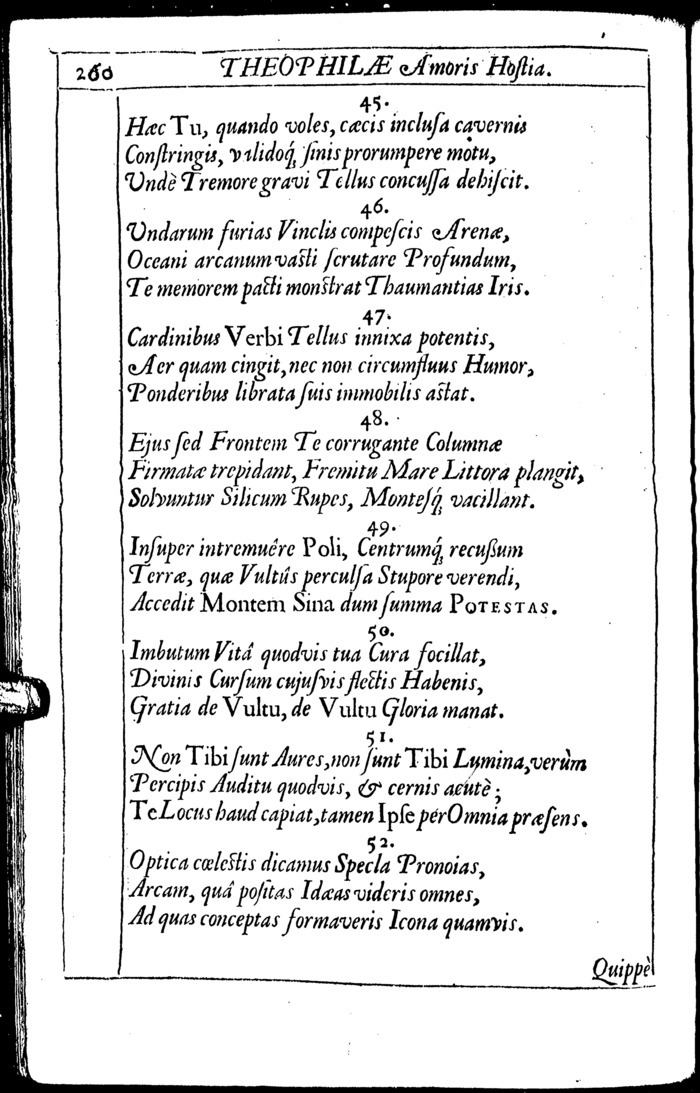 260 THEOPHILÆ Amoris Hoſtia.
45.
Hæc Tu, quando voles, cæcis incluſa cavernis
Conſtringis, validoq́; ſinis prorumpere motu,
Undè Tremore gravi Tellus concuſſa dehiſcit.
46.
Undarum furias Vinclis compeſcis Arenæ,
Oceani arcanum vaſti ſcrutare Profundum,
Te memorem pacti monſtrat Thaumantias Iris.
47.
Cardinibus Verbi Tellus innixa potentis,
Aer quam cingit, nec non circumfluus Humor,
Ponderibus librata ſuis immobilis aſtat.
48.
Ejus ſed Frontem Te corrugante Columnæ
Firmatæ trepidant, Fremitu Mare Littora plangit,
Solvuntur Silicum Rupes, Monteſq́; vacillant.
49.
Inſuper intremuêre Poli, Centrumq́; recuſſum
Terræ, quæ Vultûs perculſa Stupore verendi,
Accedit Montem Sina dum ſumma POTESTAS.
50.
Imbutum Vitâ quodvis tua Cura focillat,
Divinis Curſum cujuſvis flectis Habenis,
Gratia de Vultu, de Vultu Gloria manat.
51.
Non Tibi ſunt Aures, non ſunt Tibi Lumina, verùm
Percipis Auditu quodvis, & cernis acutè;
Te Locus haud capiat, tamen Ipſe per Omnia præſens.
52.
Optica cœleſtis dicamus Specla Pronoias,
Arcam, quâ poſitas Idæas videris omnes,
Ad quas conceptas formaveris Icona quamvis.
Quippè